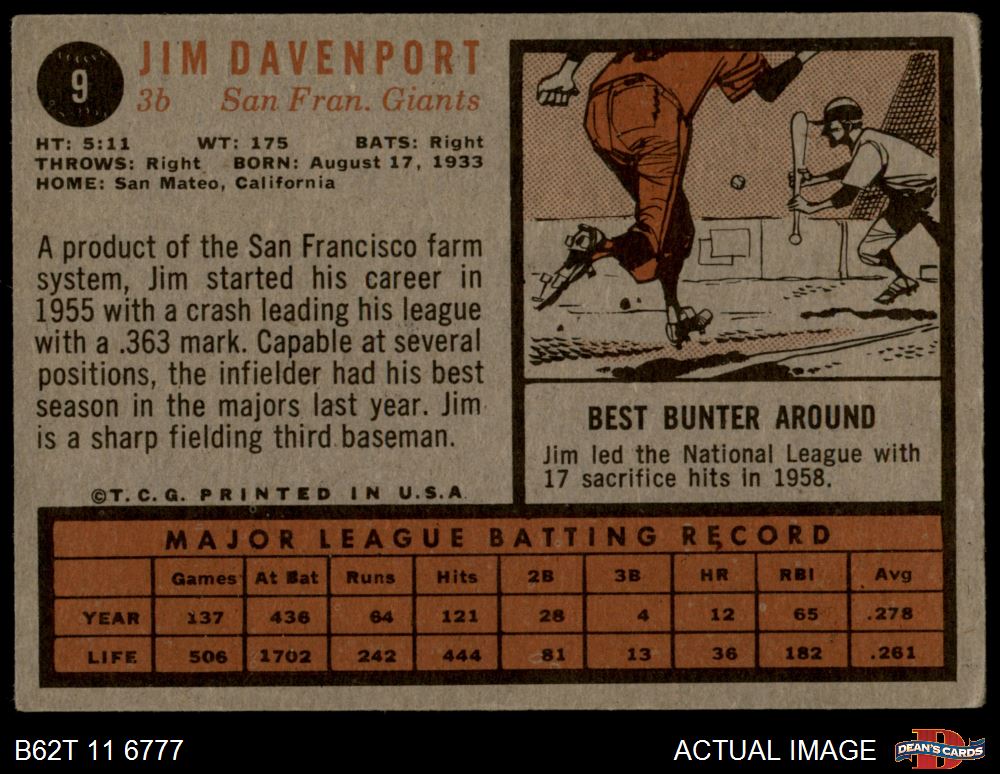 9
JIM DAVENPORT
3b San Fran. Giants
HT: 5:11 WT: 175 BATS: Right
THROWS: Right BORN: August 17, 1933
HOME: San Mateo, California
A product of the San Francisco farm
system, Jim started his career in
1955 with a crash leading his league
with a .363 mark. Capable at several
positions, the infielder had his best
season in the majors last year. Jim
is a sharp fielding third baseman.
©T.C.G. PRINTED IN U.S.A.
BEST BUNTER AROUND
Jim led the National League with
17 sacrifice hits in 1958.
MAJOR LEAGUE BATTING RECORD
Games At Bat Runs Hits 2B 3B HR RBI Avg
YEAR 137 436 64 121 28 4 12 65 .278
LIFE 506 1702 242 444 81 13 36 182 .261
B62T 11 6777
ACTUAL IMAGE
D
DEAN'S CARDS